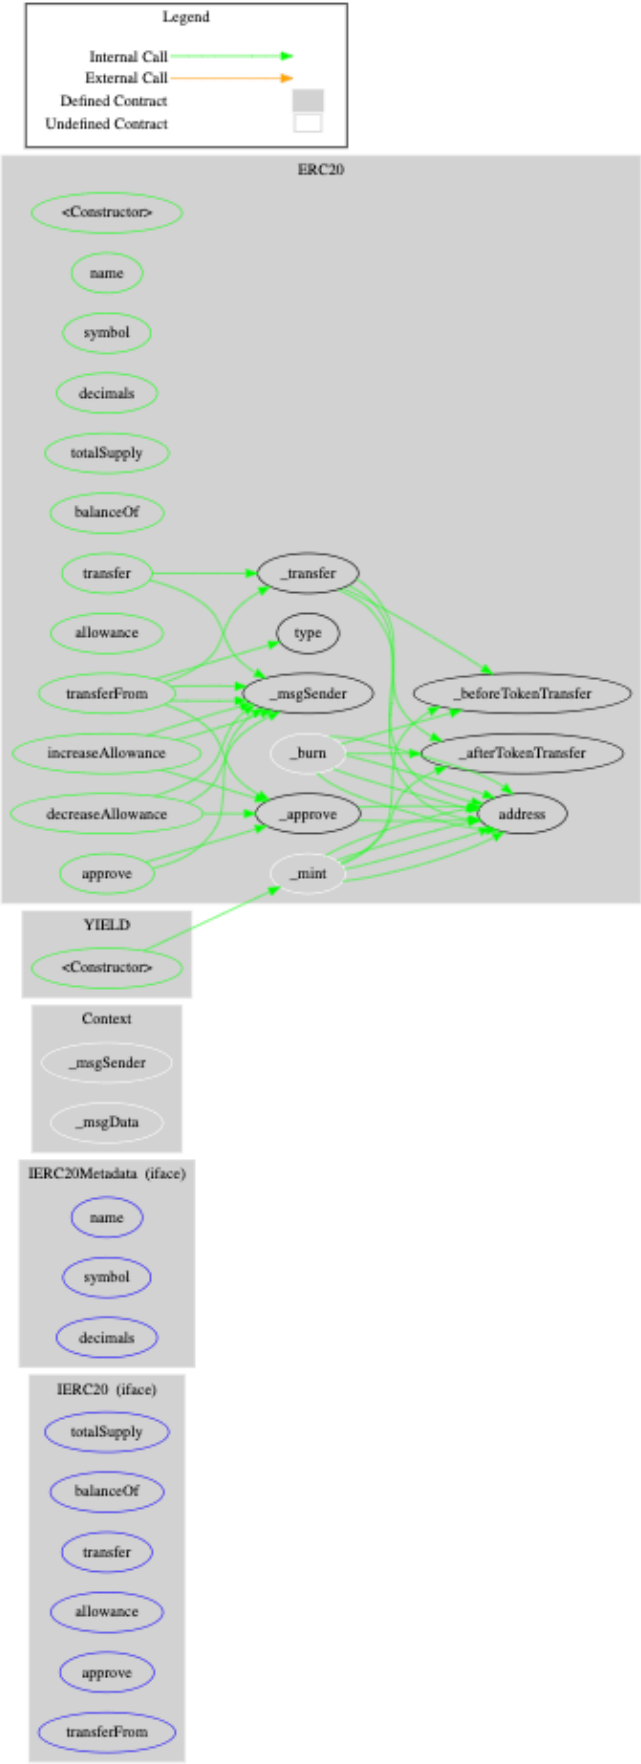 Legend
Internal Call
External Call
Defined Contract
Undefined Contract
ERC20
<Constructor>
name
symbol
decimals
totalSupply
balanceOf
transfer _transfer
allowance type
transferFrom _msgSender _beforeTokenTransfer
increaseAllowance _burn _afterTokenTransfer
decreaseAllowance _approve address
approve _mint
YIELD
<Constructor>
Context
_msgSender
_msgData
IERC20Metadata (iface)
name
symbol
decimals
IERC20 (iface)
totalSupply
balanceOf
transfer
allowance
approve
transferFrom